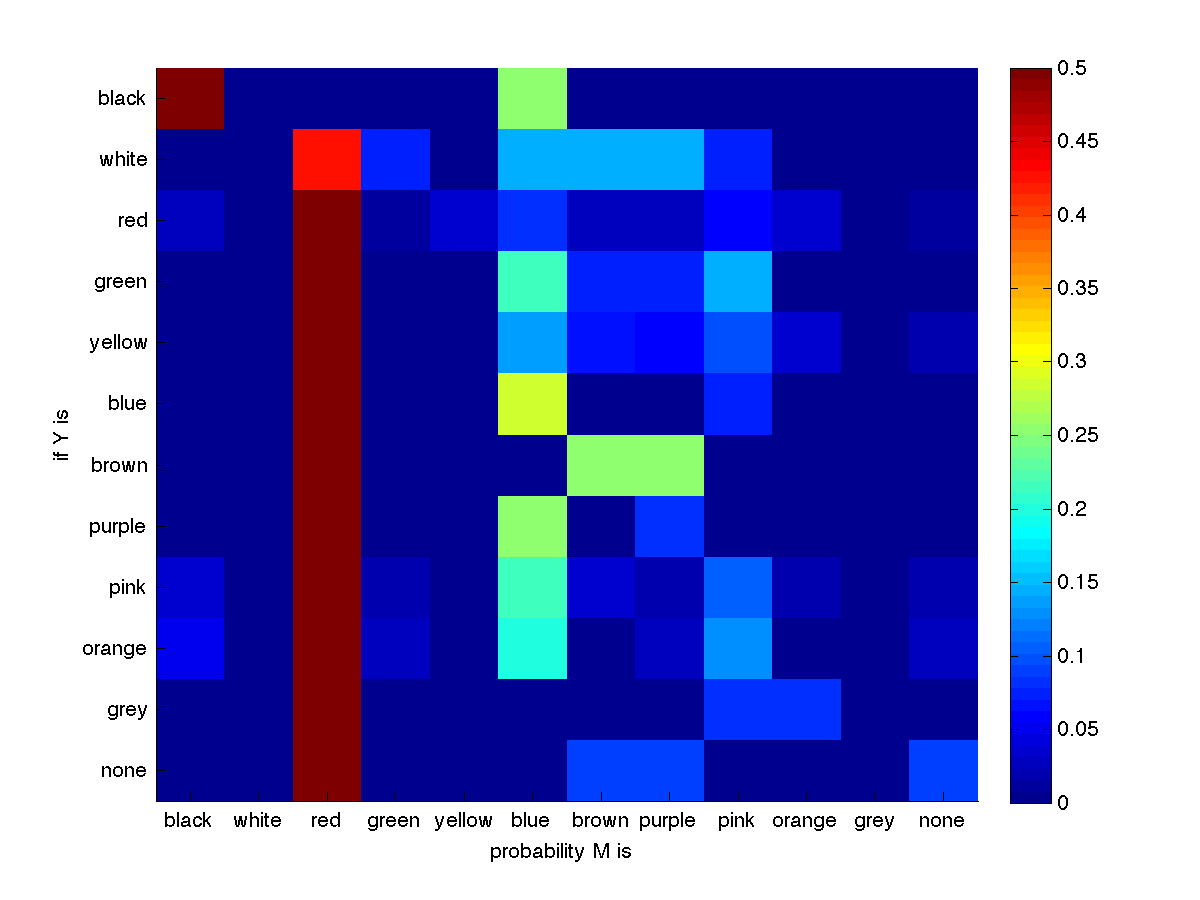 black
white
red
green
yellow
blue
brown
purple
pink
orange
grey
none
if Y is
black white red green yellow blue brown purple pink orange grey none
probability M is
0.5
0.45
0.4
0.35
0.3
0.25
0.2
0.15
0.1
0.05
0